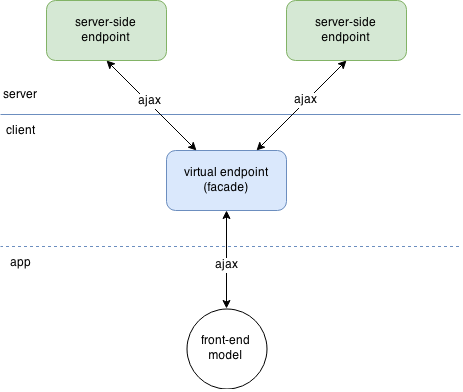 server-side
endpoint
server-side
endpoint
ajax
ajax
server
client
virtual endpoint
(facade)
app
ajax
front-end
model